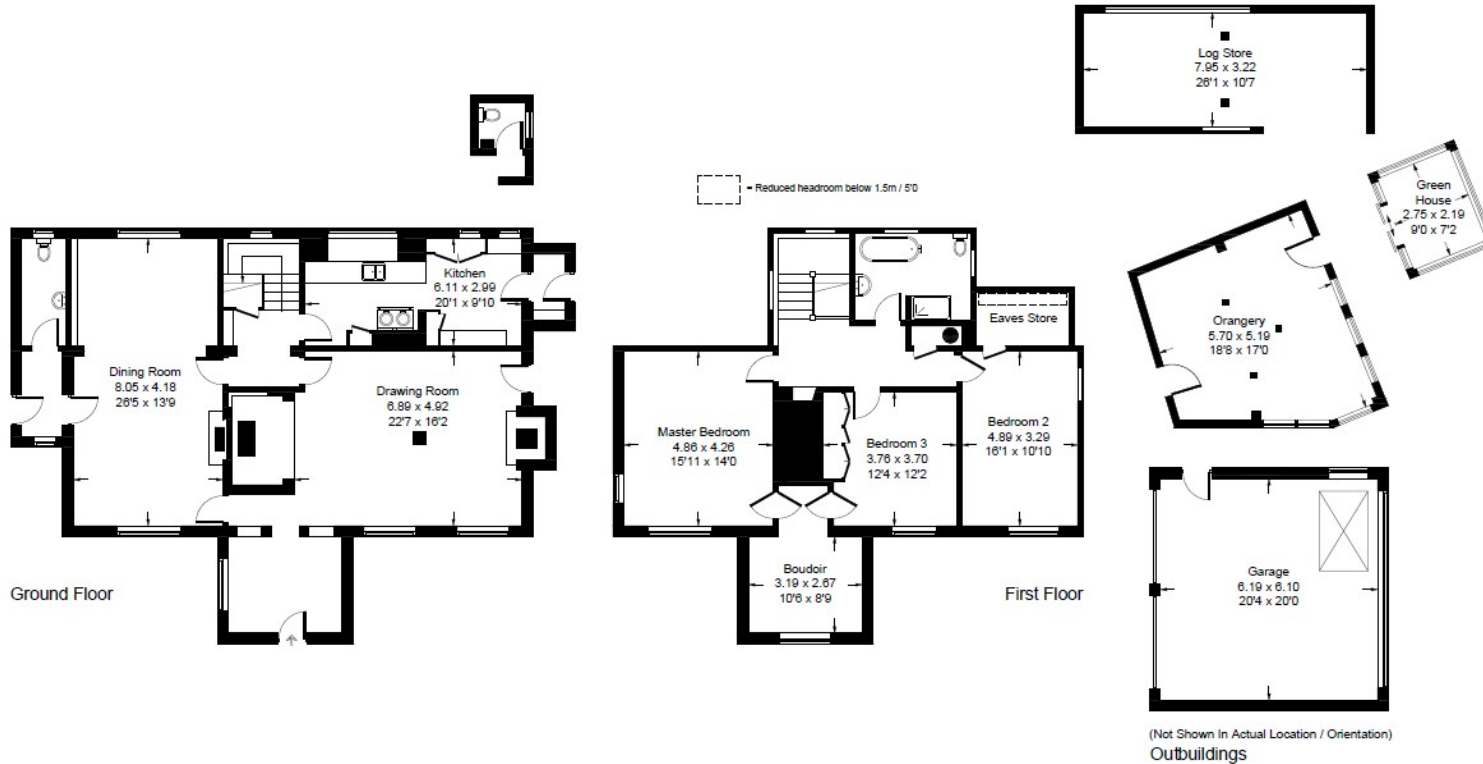 Log Store
7.95 x 3.22
26'1 x 10'7
= Reduced headroom below 1.5m / 5'0
Green
House
2.75 x 2.19
9'0 x 7'2
Kitchen
6.11 x 2.99
20'1 x 9'10
Eaves Store
Orangery
5.70 x 5.19
18'8 x 17'0
Dining Room
8.05 x 4.18
26'5 x 13'9
Drawing Room
6.89 x 4.92
22'7 x 16'2
Master Bedroom
4.86 x 4.26
15'11 x 14'0
Bedroom 3
3.76 x 3.70
12'4 x 12'2
Bedroom 2
4.89 x 3.29
16'1 x 10'10
Boudoir
3.19 x 2.67
10'6 x 8'9
Garage
6.19 x 6.10
20'4 x 20'0
Ground Floor
First Floor
(Not Shown In Actual Location / Orientation)
Outbuildings